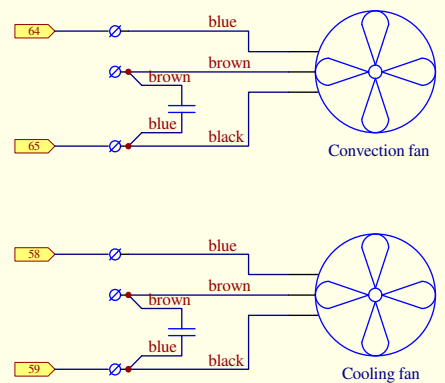 64
blue
brown
brown
blue
65
black
Convection fan
58
blue
brown
brown
blue
59
black
Cooling fan